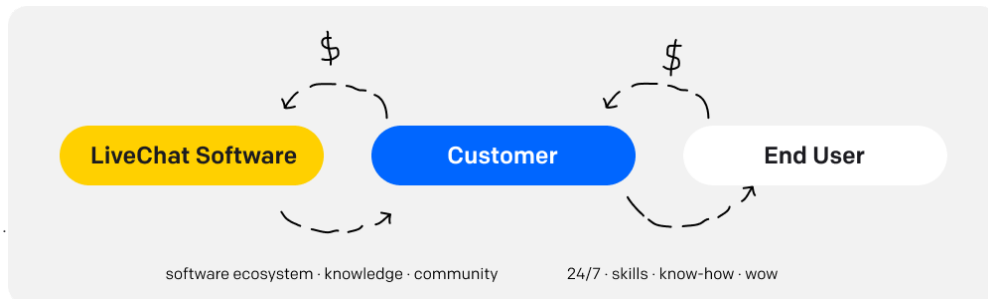 $ $
LiveChat Software Customer End User
software ecosystem · knowledge · community 24/7 · skills · know-how · wow